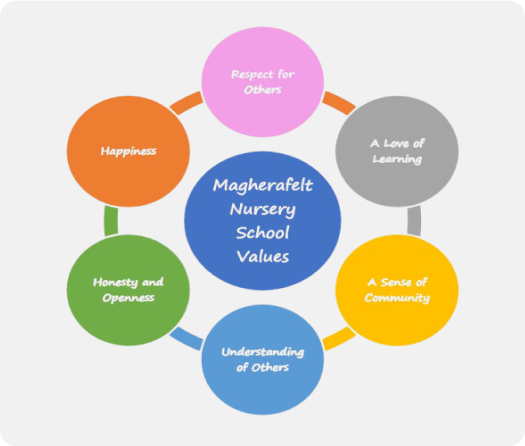 Respect for
Others
A Love of
Learning
A Sense of
Community
Understanding
of Others
Honesty and
Openness
Happiness
Magherafelt
Nursery
School
Values